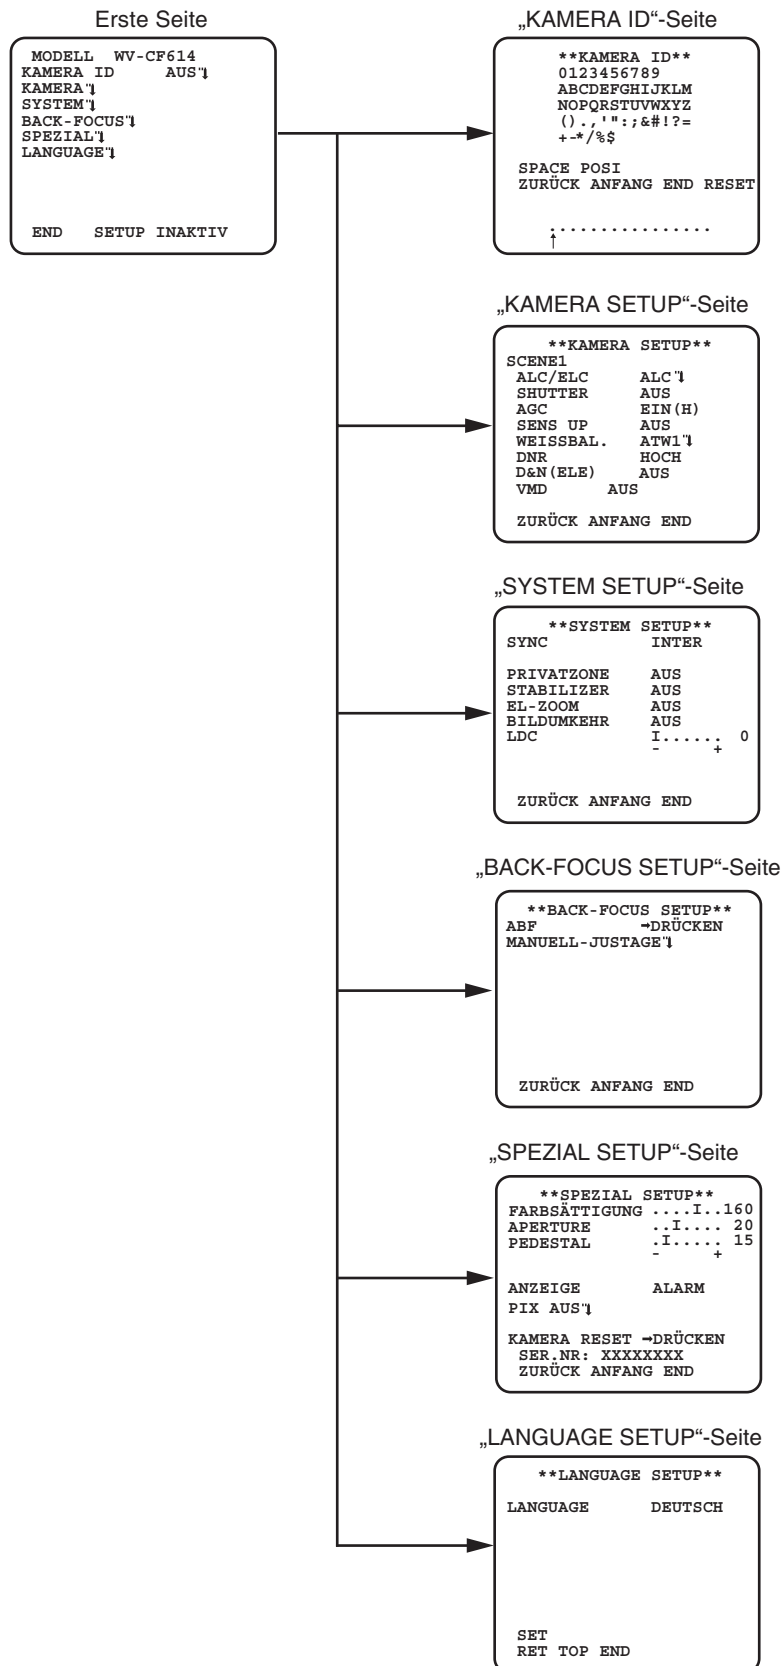 Erste Seite
MODELL WV-CF614
KAMERA ID AUS
KAMERA
SYSTEM
BACK-FOCUS
SPEZIAL
LANGUAGE
END SETUP INAKTIV
„KAMERA ID“-Seite
**KAMERA ID**
0123456789
ABCDEFGHIJKLM
NOPQRSTUVWXYZ
().,'":;&#!?=
+-*/%$
SPACE POSI
ZURÜCK ANFANG END RESET
................
↑
„KAMERA SETUP“-Seite
**KAMERA SETUP**
SCENE1
ALC/ELC ALC
SHUTTER AUS
AGC EIN(H)
SENS UP AUS
WEISSBAL. ATW1
DNR HOCH
D&N(ELE) AUS
VMD AUS
ZURÜCK ANFANG END
„SYSTEM SETUP“-Seite
**SYSTEM SETUP**
SYNC INTER
PRIVATZONE AUS
STABILIZER AUS
EL-ZOOM AUS
BILDUMKEHR AUS
LDC I...... 0
- +
ZURÜCK ANFANG END
„BACK-FOCUS SETUP“-Seite
**BACK-FOCUS SETUP**
ABF →DRÜCKEN
MANUELL-JUSTAGE
ZURÜCK ANFANG END
„SPEZIAL SETUP“-Seite
**SPEZIAL SETUP**
FARBSÄTTIGUNG ....I..160
APERTURE ..I.... 20
PEDESTAL .I..... 15
- +
ANZEIGE ALARM
PIX AUS
KAMERA RESET →DRÜCKEN
SER.NR: XXXXXXXX
ZURÜCK ANFANG END
„LANGUAGE SETUP“-Seite
**LANGUAGE SETUP**
LANGUAGE DEUTSCH
SET
RET TOP END